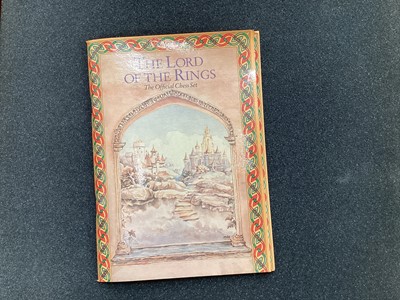 THE LORD
OF THE RINGS
The Official Chess Set